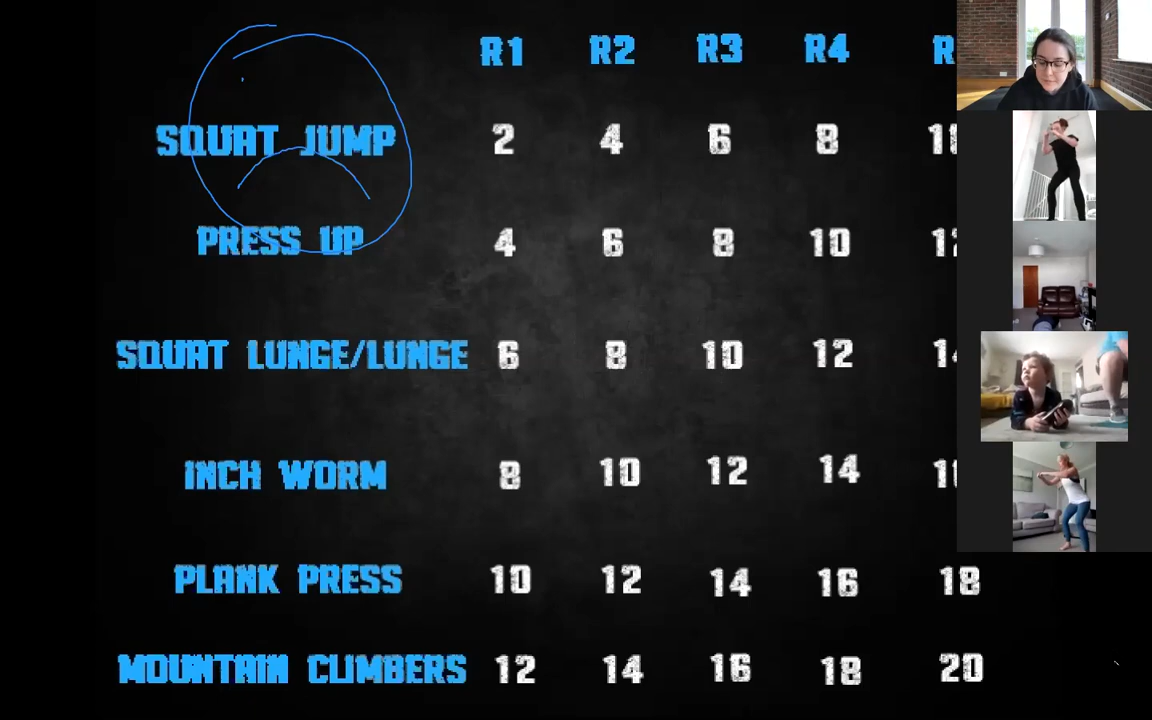 R1 R2 R3 R4 R
SQUAT JUMP 2 4 6 8
PRESS UP 4 6 8 10
SQUAT LUNGE/LUNGE 6 8 10 12
INCH WORM 8 10 12 14
PLANK PRESS 10 12 14 16 18
MOUNTAIN CLIMBERS 12 14 16 18 20